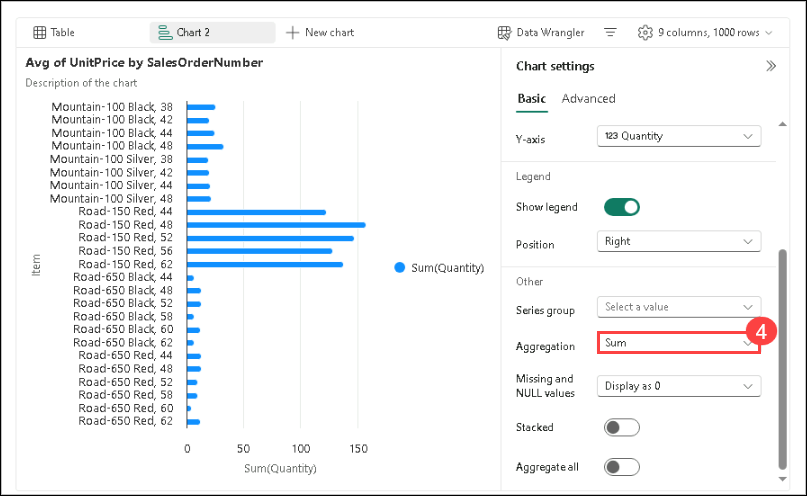 Table
Chart 2
New chart
Data Wrangler
9 columns, 1000 rows
Avg of UnitPrice by SalesOrderNumber
Description of the chart
Item
Mountain-100 Black, 38
Mountain-100 Black, 42
Mountain-100 Black, 44
Mountain-100 Black, 48
Mountain-100 Silver, 38
Mountain-100 Silver, 42
Mountain-100 Silver, 44
Mountain-100 Silver, 48
Road-150 Red, 44
Road-150 Red, 48
Road-150 Red, 52
Road-150 Red, 56
Road-150 Red, 62
Road-650 Black, 44
Road-650 Black, 48
Road-650 Black, 52
Road-650 Black, 58
Road-650 Black, 60
Road-650 Black, 62
Road-650 Red, 44
Road-650 Red, 48
Road-650 Red, 52
Road-650 Red, 58
Road-650 Red, 60
Road-650 Red, 62
0 50 100 150
Sum(Quantity)
Sum(Quantity)
Chart settings
Basic Advanced
Y-axis 123 Quantity
Legend
Show legend
Position Right
Other
Series group Select a value
4
Aggregation Sum
Missing and
NULL values Display as 0
Stacked
Aggregate all